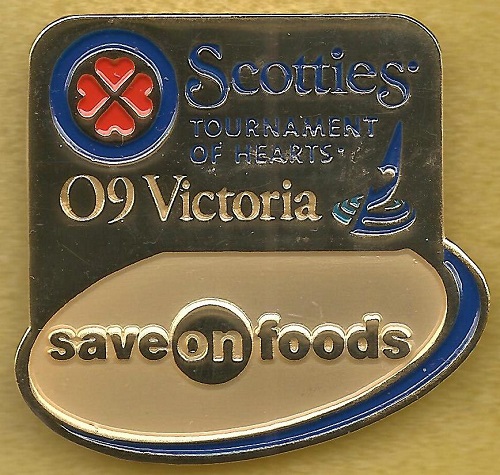 Scotties
TOURNAMENT
OF HEARTS
09 Victoria
save on foods